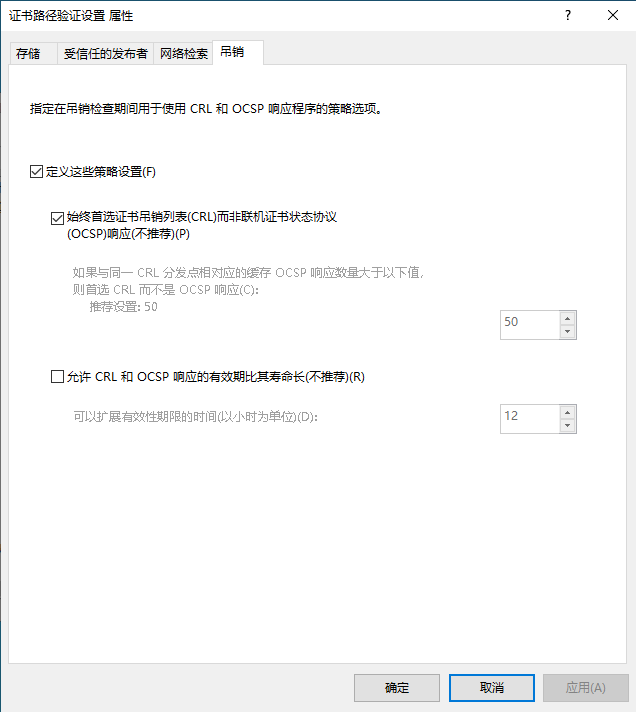 证书路径验证设置 属性
?
存储 受信任的发布者 网络检索 吊销
指定在吊销检查期间用于使用 CRL 和 OCSP 响应程序的策略选项。
定义这些策略设置(F)
始终首选证书吊销列表(CRL)而非联机证书状态协议
(OCSP)响应(不推荐)(P)
如果与同一 CRL 分发点相对应的缓存 OCSP 响应数量大于以下值,
则首选 CRL 而不是 OCSP 响应(C):
推荐设置: 50
50
允许 CRL 和 OCSP 响应的有效期比其寿命长(不推荐)(R)
可以扩展有效性期限的时间(以小时为单位)(D):
12
确定 取消 应用(A)